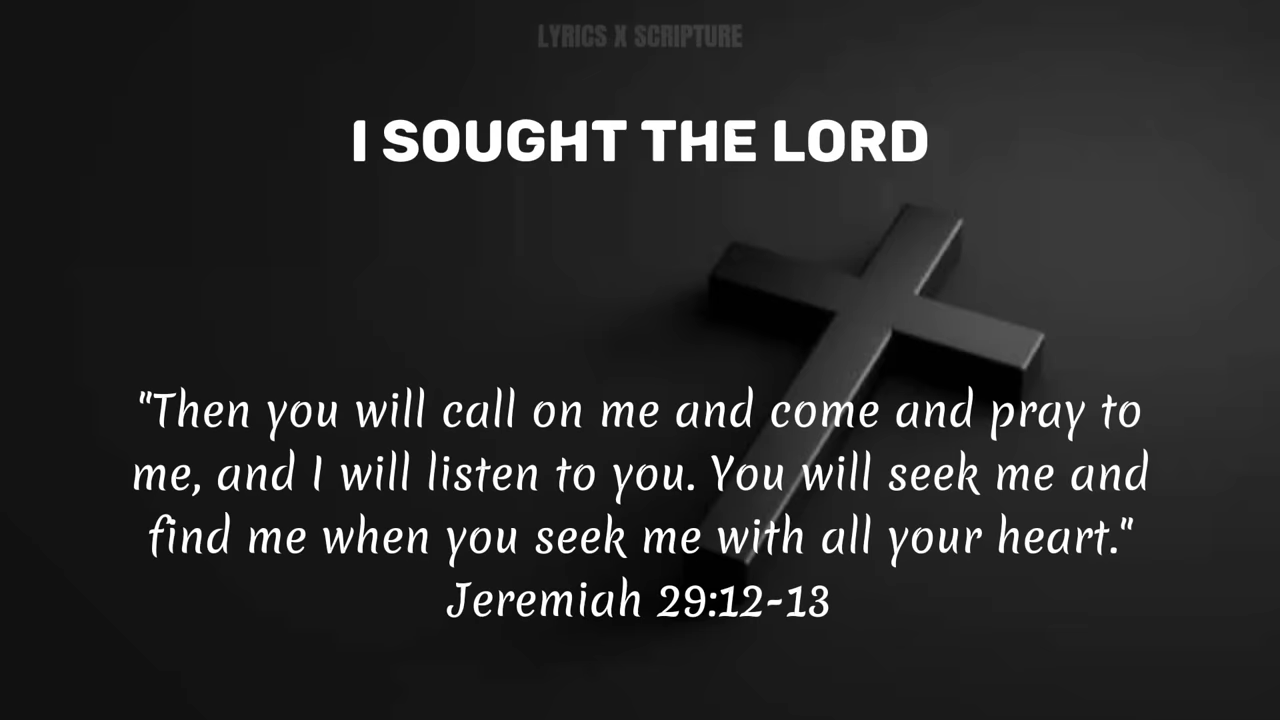 LYRICS X SCRIPTURE
I SOUGHT THE LORD
"Then you will call on me and come and pray to
me, and I will listen to you. You will seek me and
find me when you seek me with all your heart."
Jeremiah 29:12-13